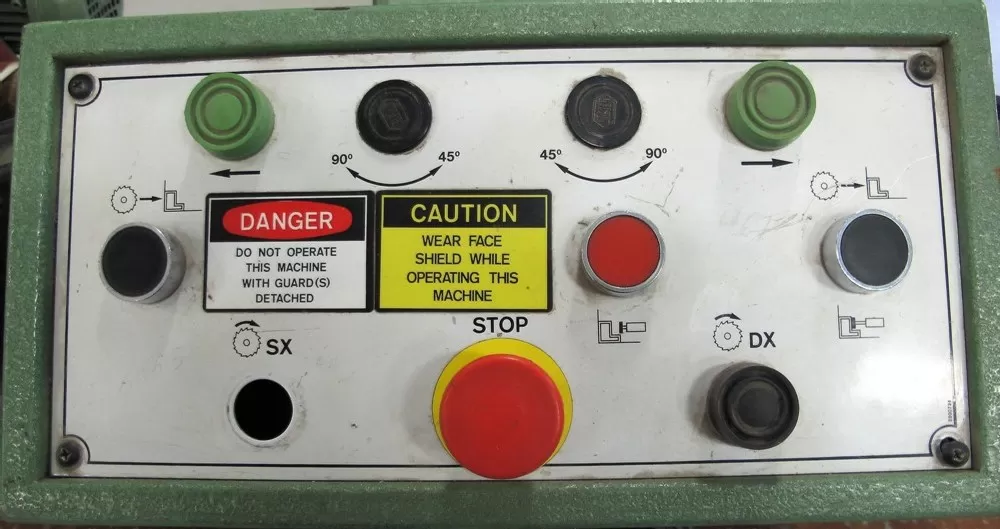 90° 45°
45° 90°
DANGER
DO NOT OPERATE
THIS MACHINE
WITH GUARD(S)
DETACHED
CAUTION
WEAR FACE
SHIELD WHILE
OPERATING THIS
MACHINE
STOP
SX
DX